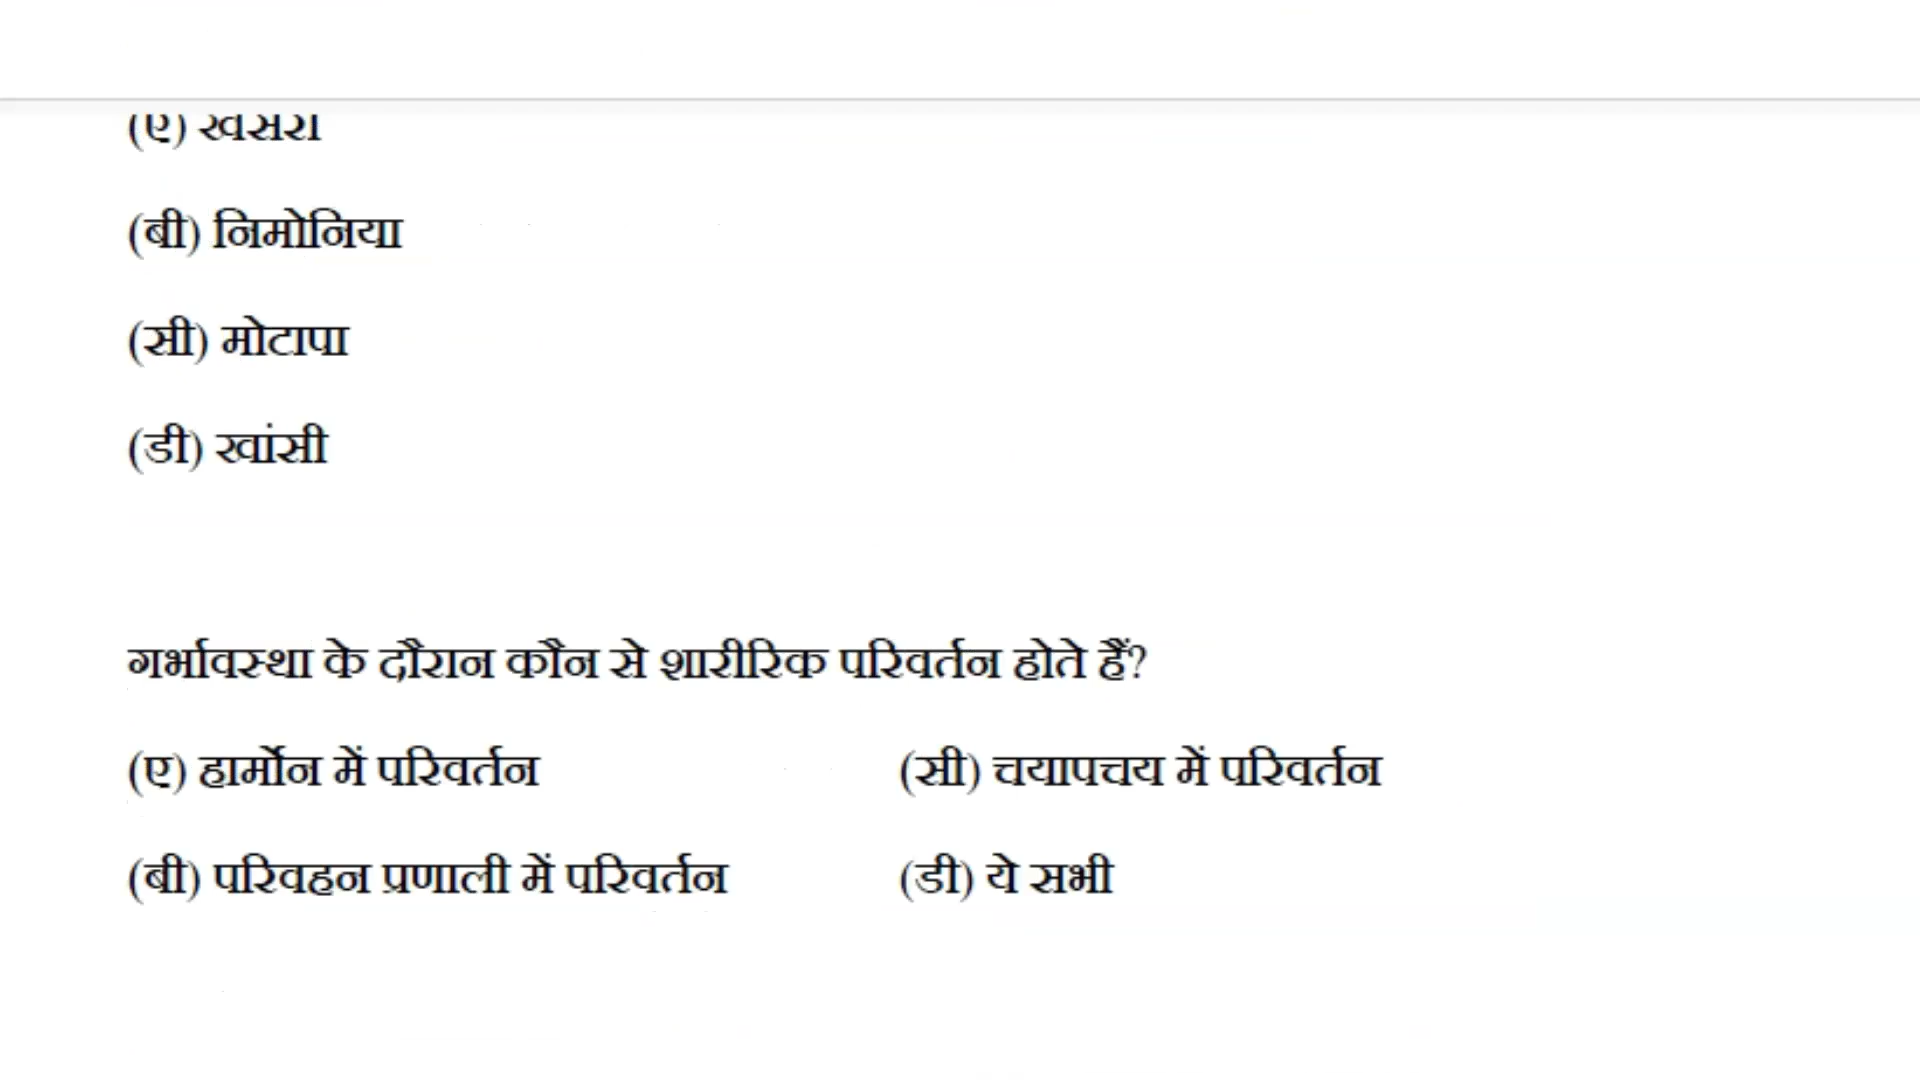 (ए) खसरा
(बी) निमोनिया
(सी) मोटापा
(डी) खांसी
गर्भावस्था के दौरान कौन से शारीरिक परिवर्तन होते हैं?
(ए) हार्मोन में परिवर्तन (सी) चयापचय में परिवर्तन
(बी) परिवहन प्रणाली में परिवर्तन (डी) ये सभी